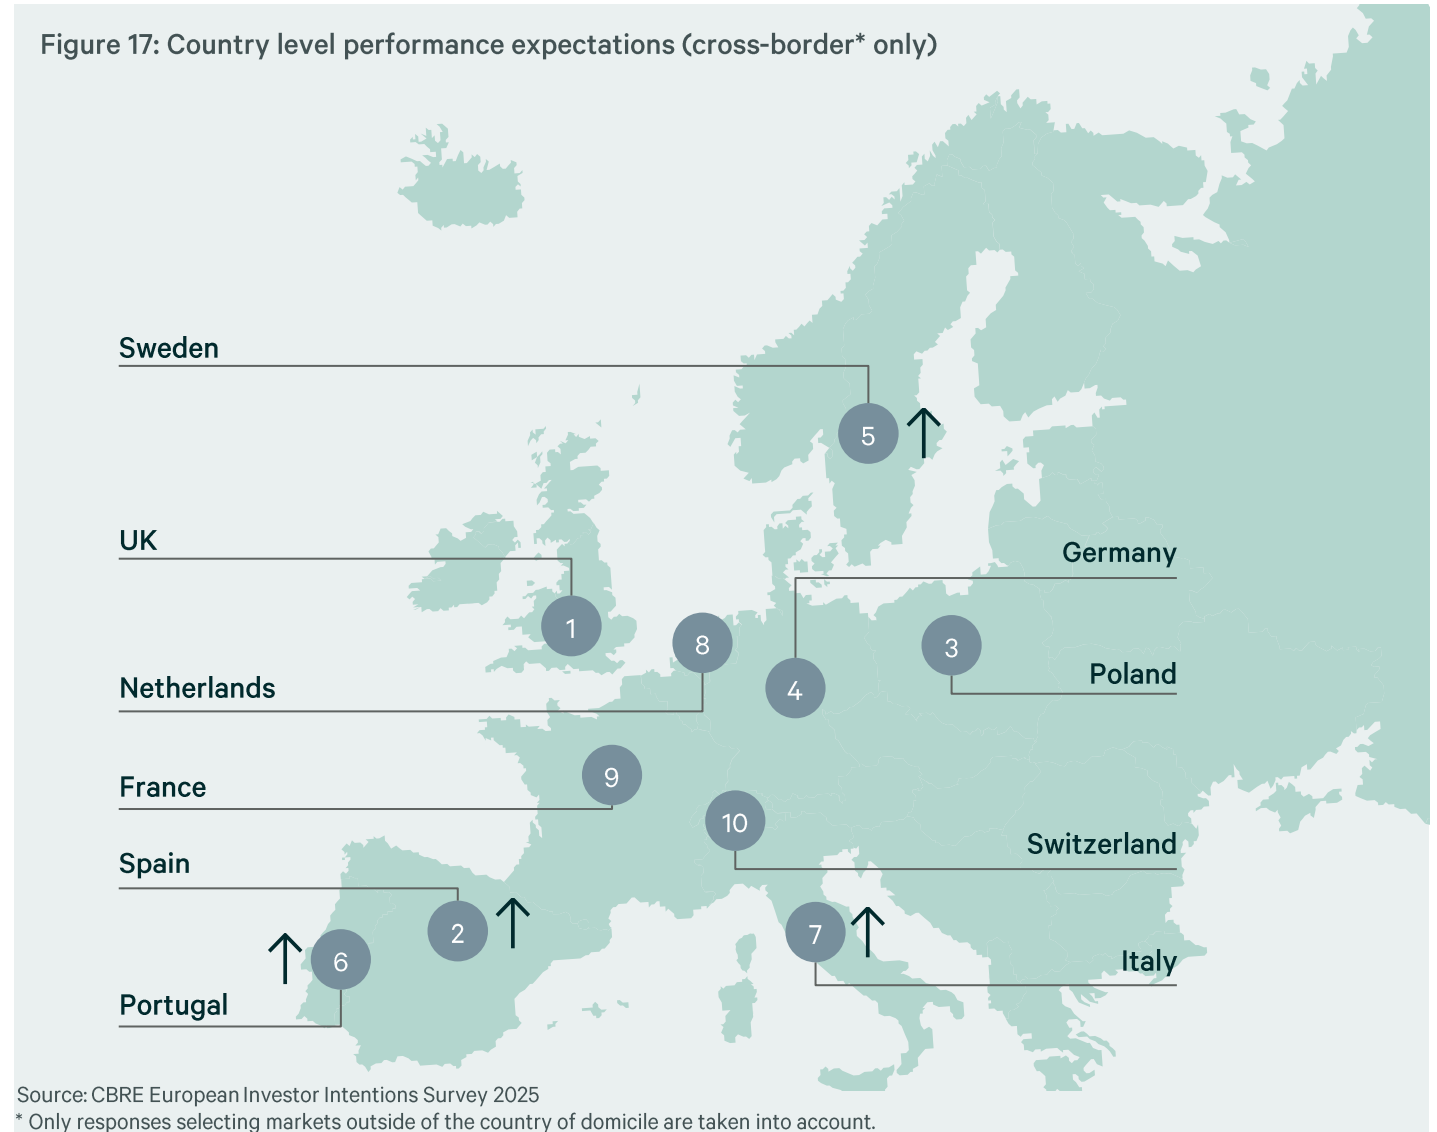 Figure 17: Country level performance expectations (cross-border* only)
Sweden
5
UK
Germany
1
8
3
Netherlands
4
Poland
France
9
10
Switzerland
Spain
2
7
6
Italy
Portugal
Source: CBRE European Investor Intentions Survey 2025
* Only responses selecting markets outside of the country of domicile are taken into account.